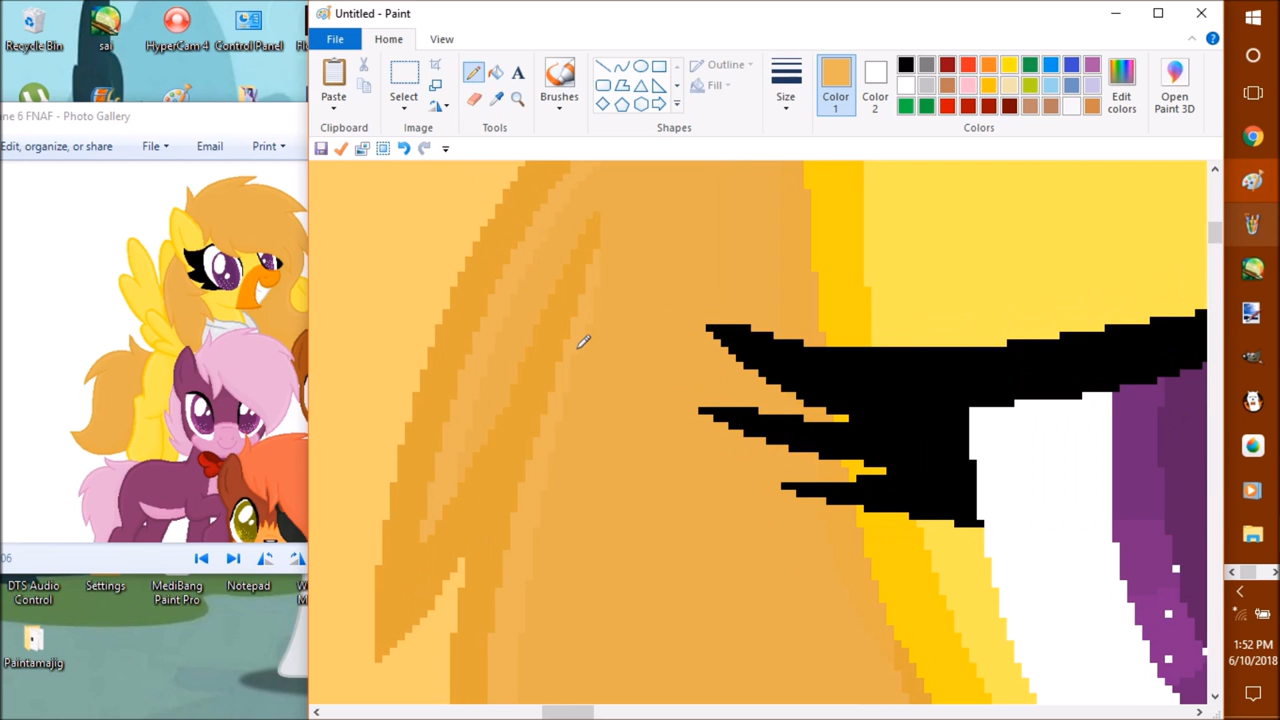 Recycle Bin
sai
HyperCam 4
Control Panel
ane 6 FNAF - Photo Gallery
Edit, organize, or share
File
Email
Print
06
DTS Audio Control
Settings
MediBang Paint Pro
Notepad
Paintamajig
Untitled - Paint
File
Home
View
Paste
Clipboard
Select
Image
A
Tools
Brushes
Outline
Fill
Shapes
Size
Color 1
Color 2
Edit colors
Open Paint 3D
Colors
1:52 PM
6/10/2018